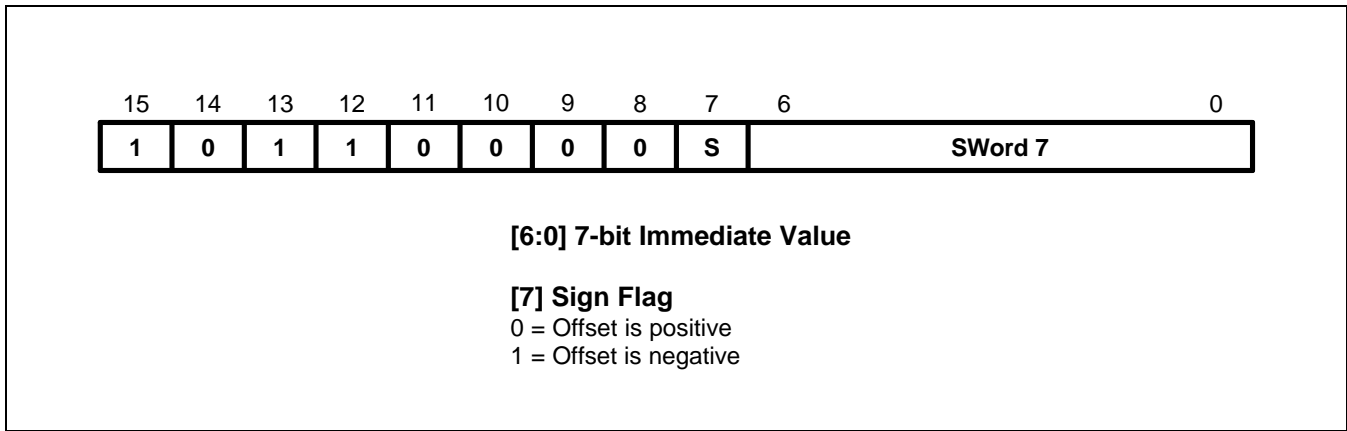 15 14 13 12 11 10 9 8 7 6 0
1 0 1 1 0 0 0 0 S SWord 7
[6:0] 7-bit Immediate Value
[7] Sign Flag
0 = Offset is positive
1 = Offset is negative